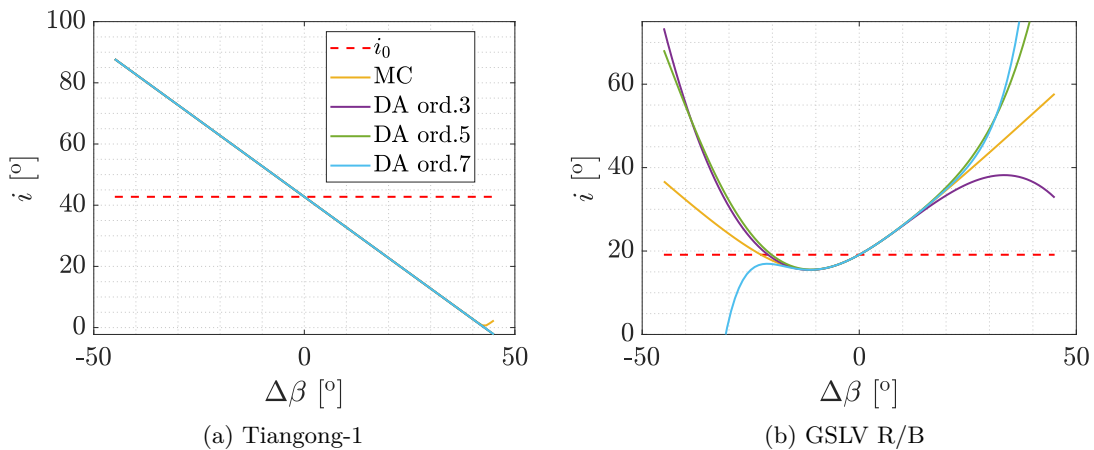 100
80
60
40
20
0
-50
0
50
i [º]
Δβ [º]
i₀
MC
DA ord.3
DA ord.5
DA ord.7
(a) Tiangong-1
60
40
20
0
-50
0
50
i [º]
Δβ [º]
(b) GSLV R/B